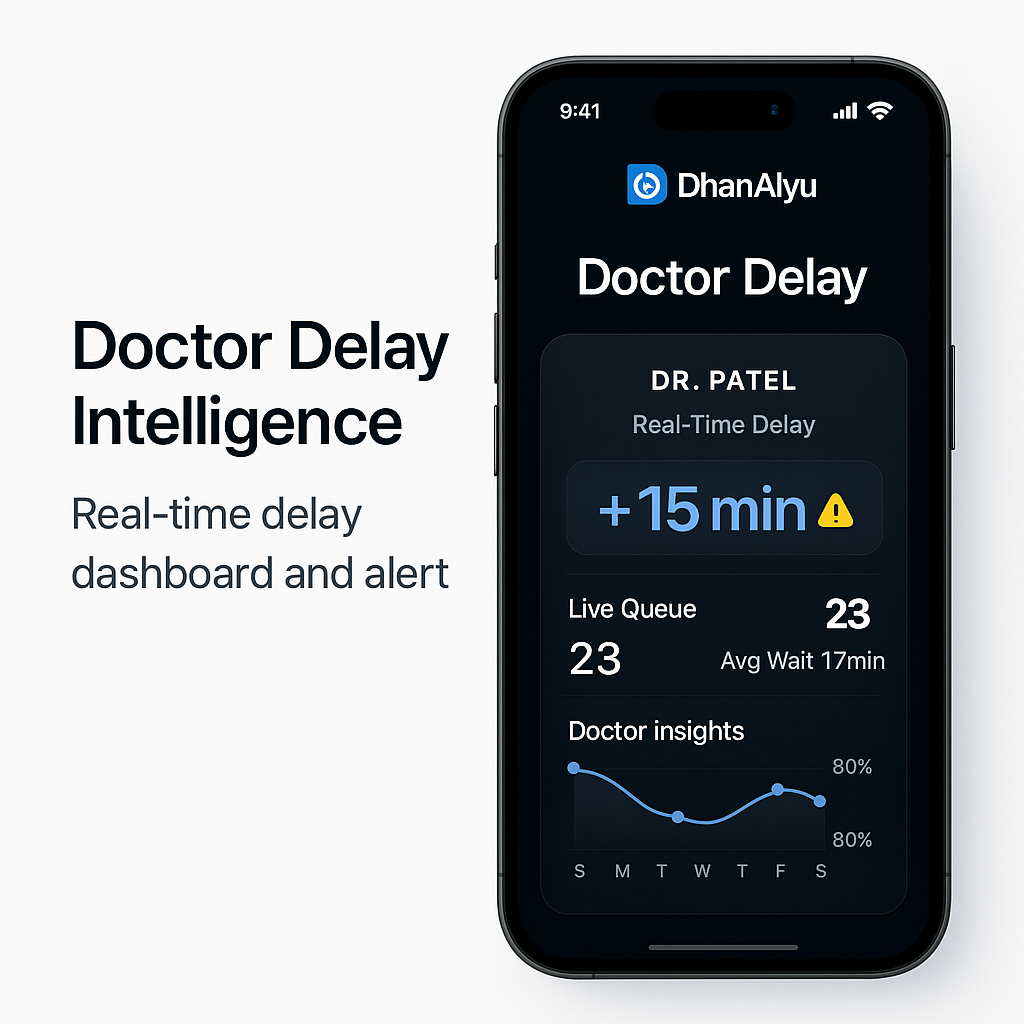 Doctor Delay
Intelligence
Real-time delay
dashboard and alert
9:41
DhanAIyu
Doctor Delay
DR. PATEL
Real-Time Delay
+15 min
Live Queue
23
23
Avg Wait 17min
Doctor insights
80%
80%
S M T W T F S